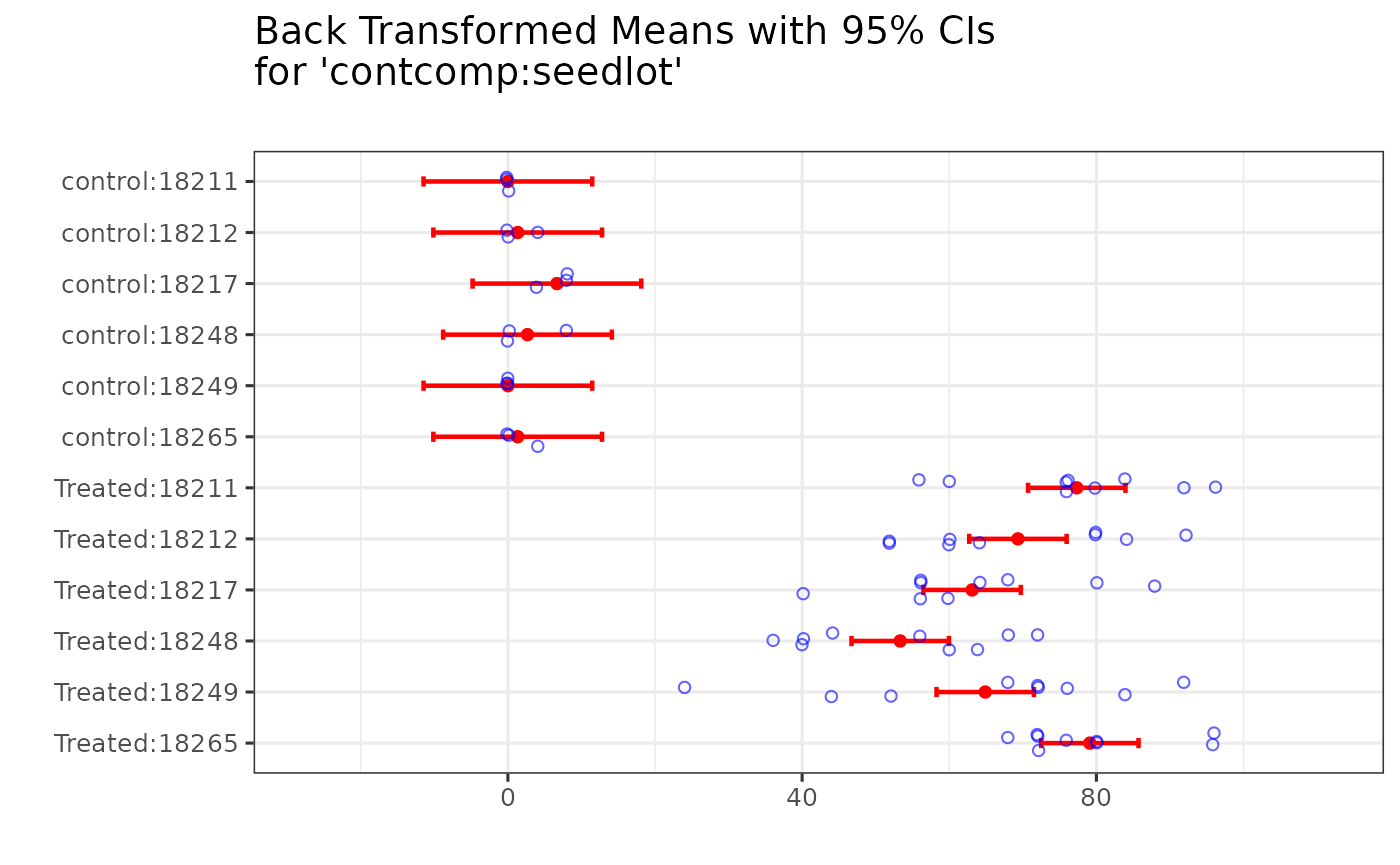 Back Transformed Means with 95% CIs
for 'contcomp:seedlot'
control:18211
control:18212
control:18217
control:18248
control:18249
control:18265
Treated:18211
Treated:18212
Treated:18217
Treated:18248
Treated:18249
Treated:18265
0
40
80